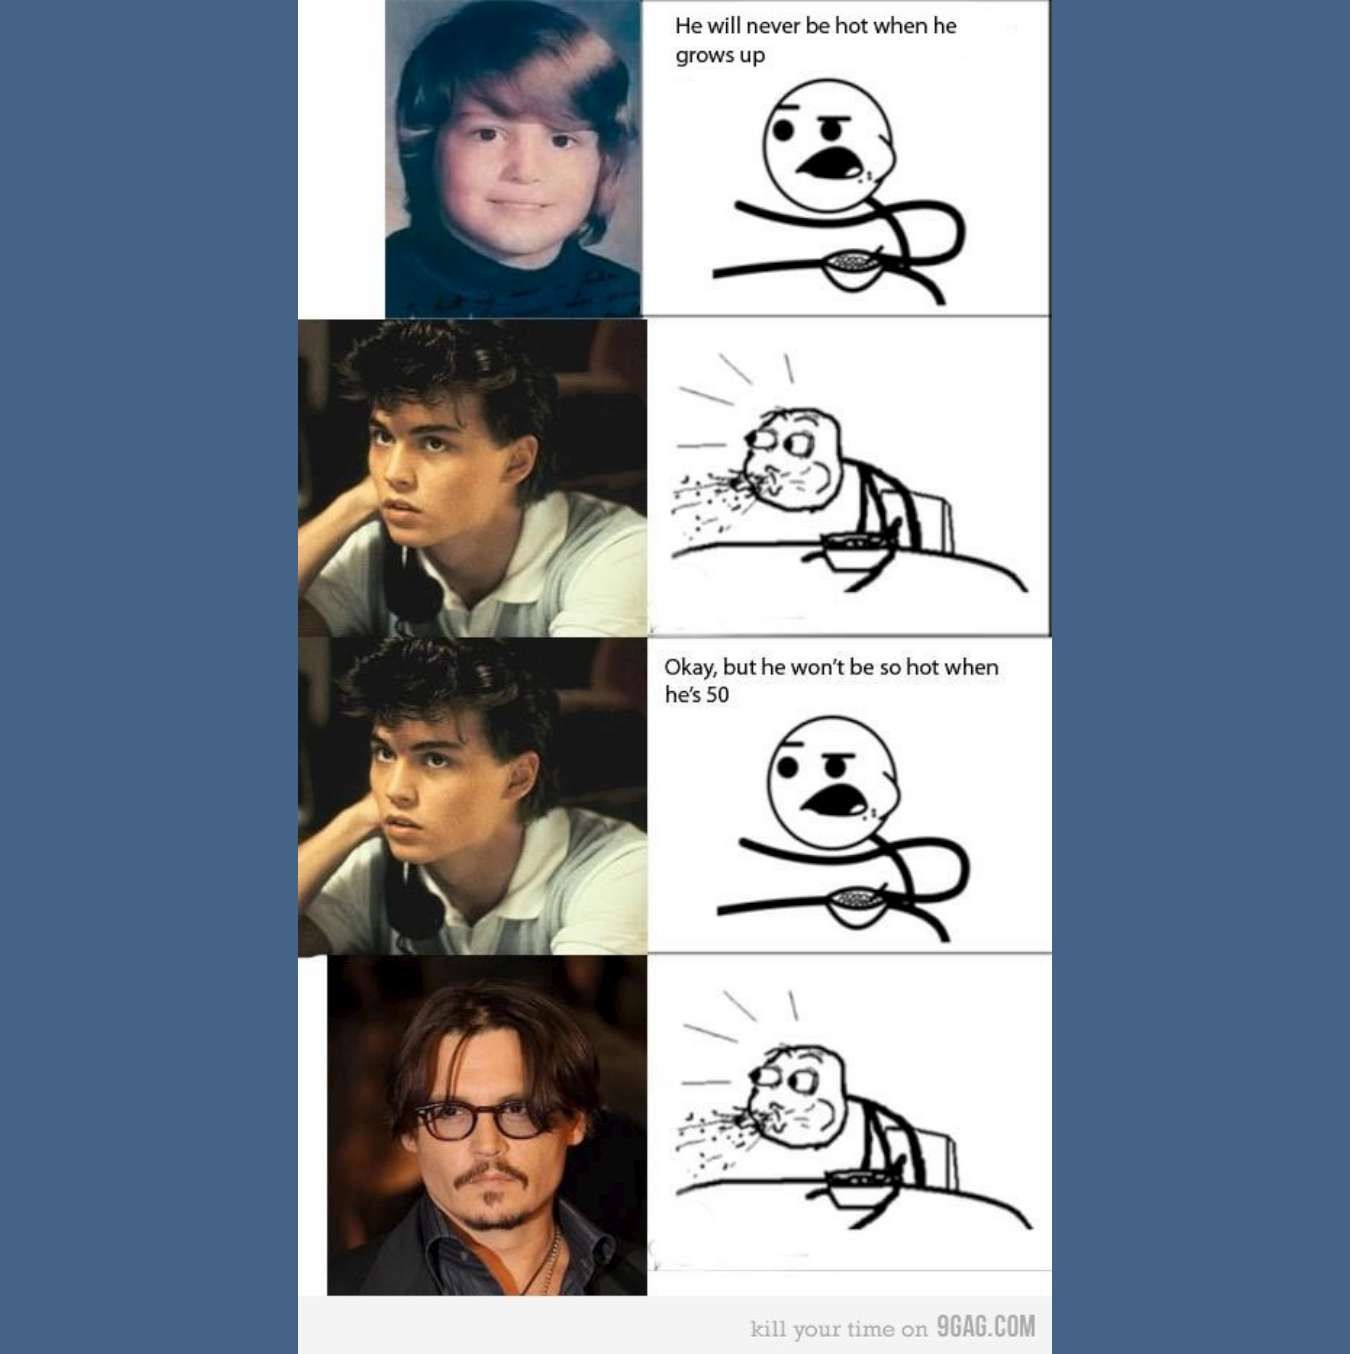 He will never be hot when he
grows up
Okay, but he won't be so hot when
he's 50
kill your time on 9GAG.COM